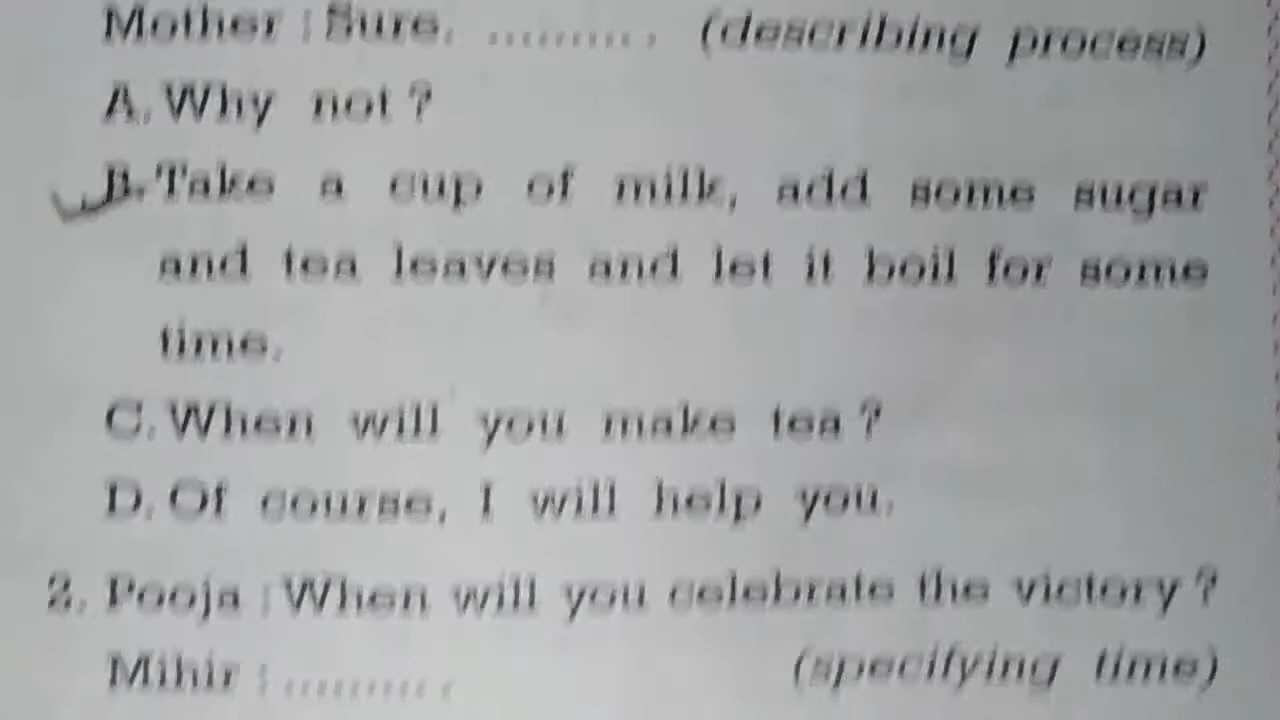 Mother : Sure, .......... , (describing process)
A. Why not ?
B. Take a cup of milk, add some sugar
and tea leaves and let it boil for some
time.
C. When will you make tea ?
D. Of course, I will help you.
2. Pooja : When will you celebrate the victory ?
Mihir : .......... . (specifying time)